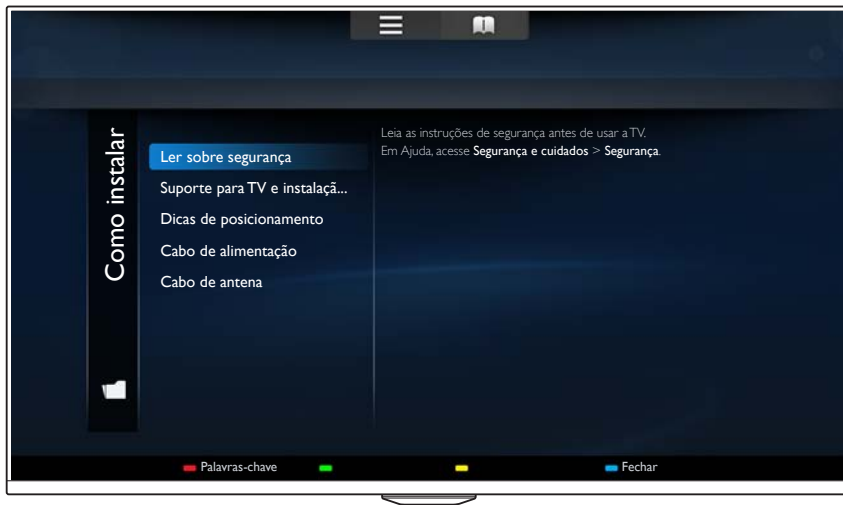 Como instalar
Ler sobre segurança
Suporte para TV e instalaçã...
Dicas de posicionamento
Cabo de alimentação
Cabo de antena
Leia as instruções de segurança antes de usar a TV.
Em Ajuda, acesse Segurança e cuidados > Segurança.
Palavras-chave
Fechar